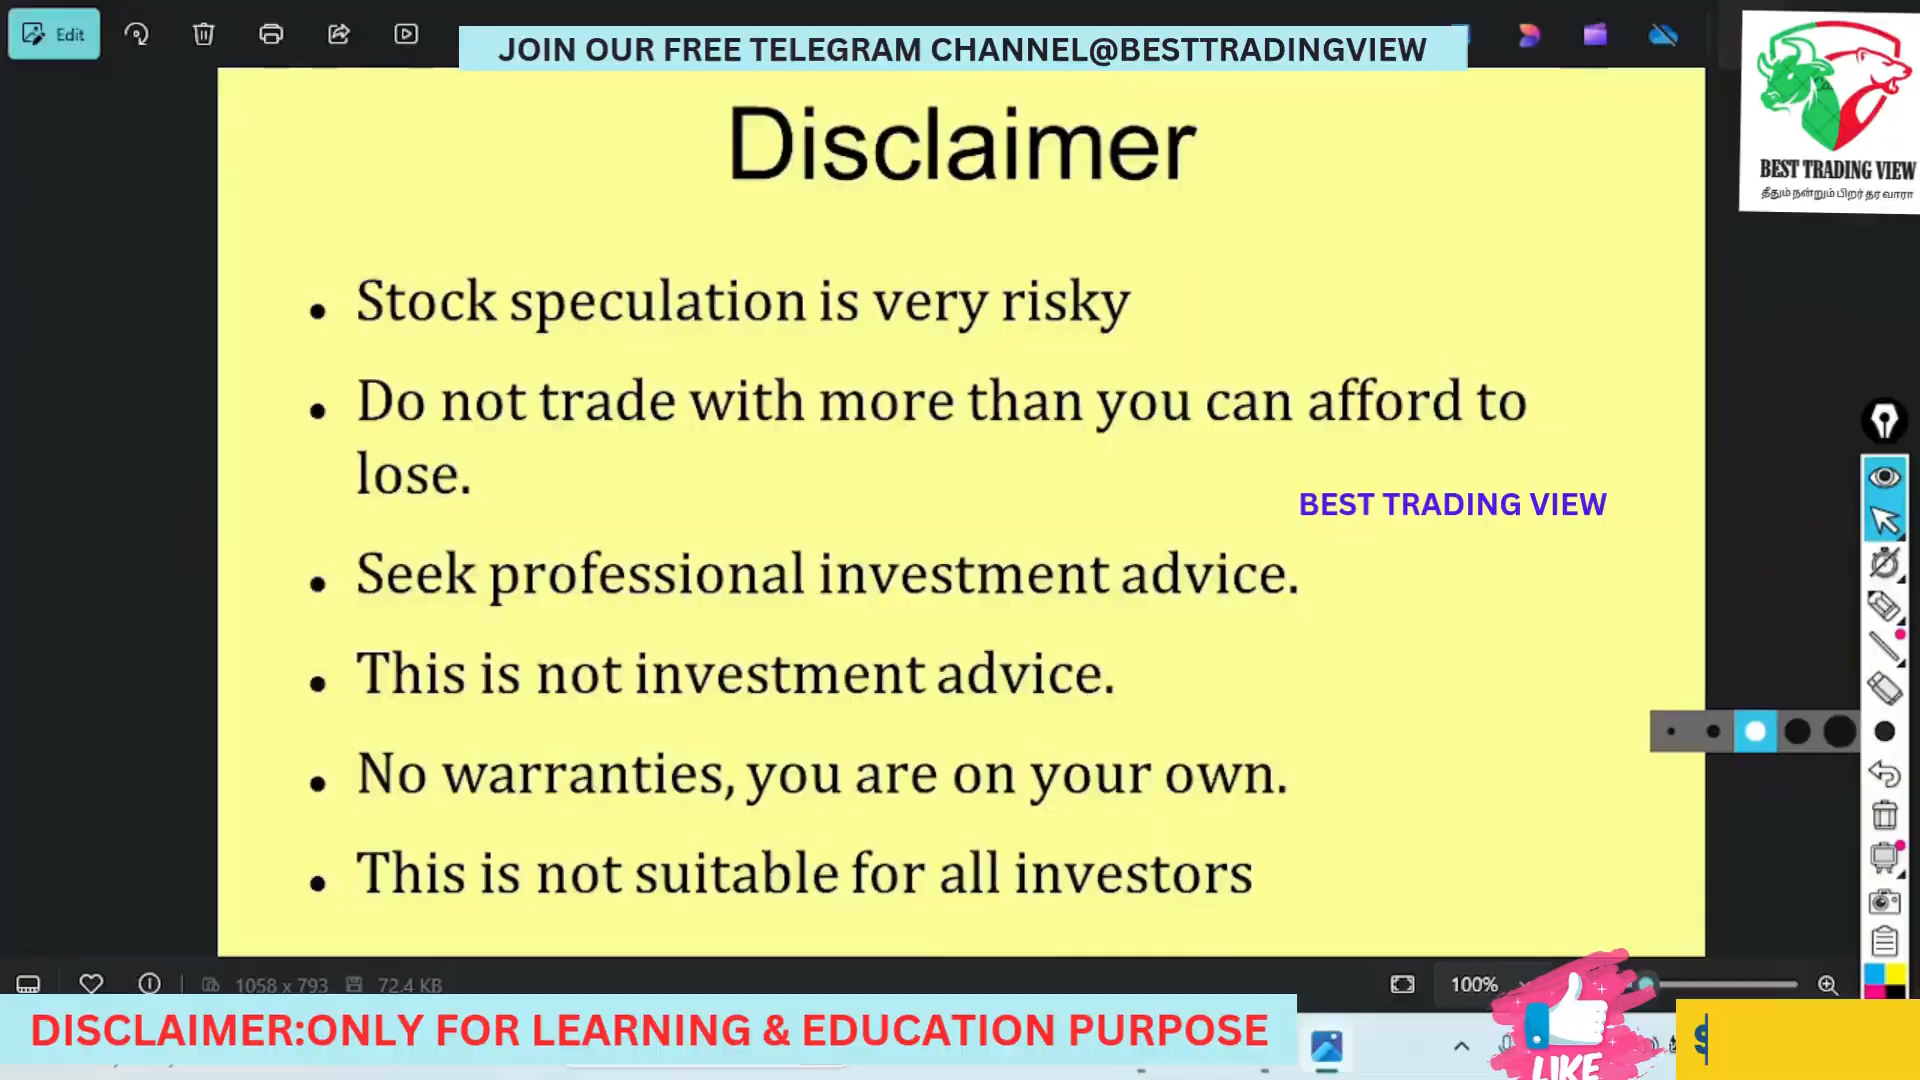 Edit
JOIN OUR FREE TELEGRAM CHANNEL@BESTTRADINGVIEW
BEST TRADING VIEW
தீதும் நன்றும் பிறர் தர வாரா
Disclaimer
• Stock speculation is very risky
• Do not trade with more than you can afford to
lose.
BEST TRADING VIEW
• Seek professional investment advice.
• This is not investment advice.
• No warranties, you are on your own.
• This is not suitable for all investors
1058 x 793
72.4 KB
100%
DISCLAIMER:ONLY FOR LEARNING & EDUCATION PURPOSE
LIKE